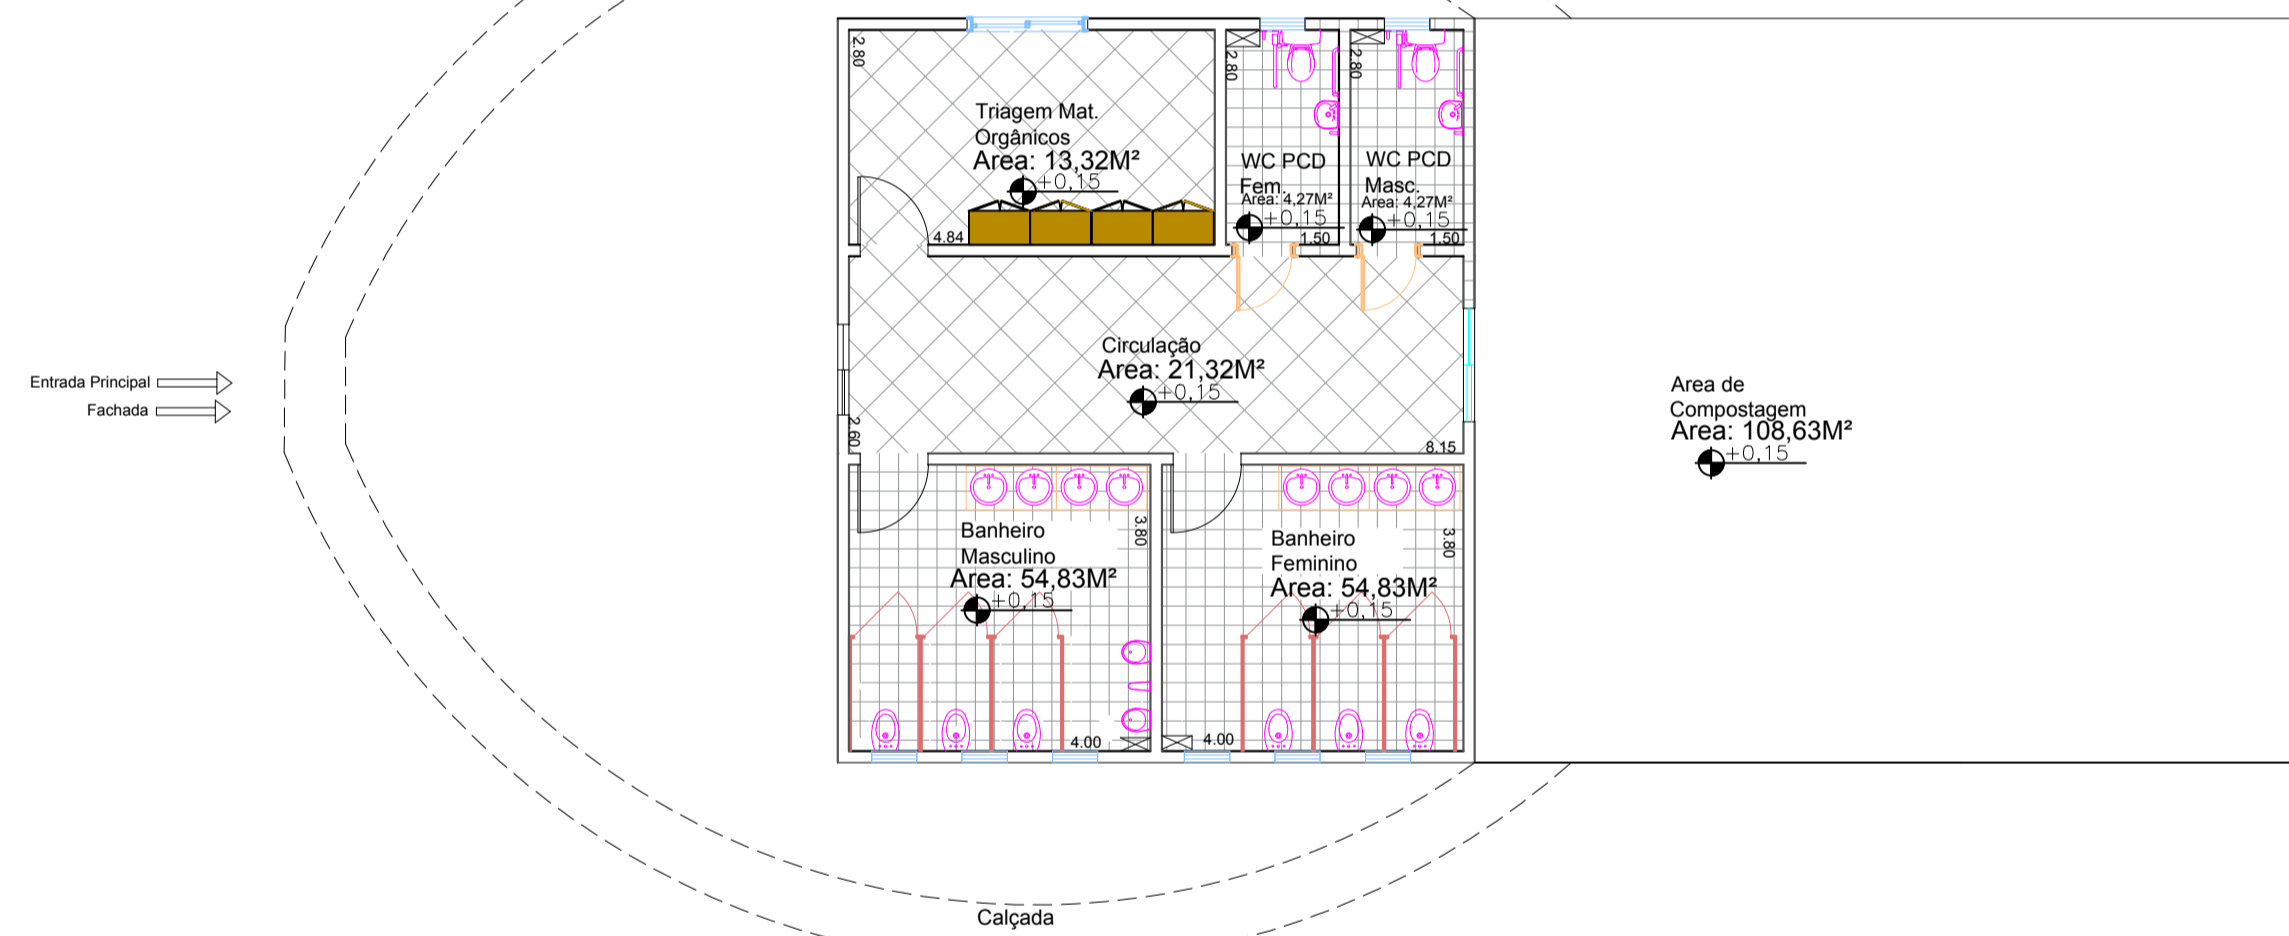 2.80
Triagem Mat.
Orgânicos
Area: 13,32M²
+0,15
4.84
2.80
WC PCD
Fem.
Area: 4,27M²
+0,15
1.50
2.80
WC PCD
Masc.
Area: 4,27M²
+0,15
1.50
Entrada Principal
Fachada
Circulação
Area: 21,32M²
+0,15
2.60
8.15
Area de
Compostagem
Area: 108,63M²
+0,15
Banheiro
Masculino
Area: 54,83M²
+0,15
3.80
4.00
Banheiro
Feminino
Area: 54,83M²
+0,15
3.80
4.00
Calçada